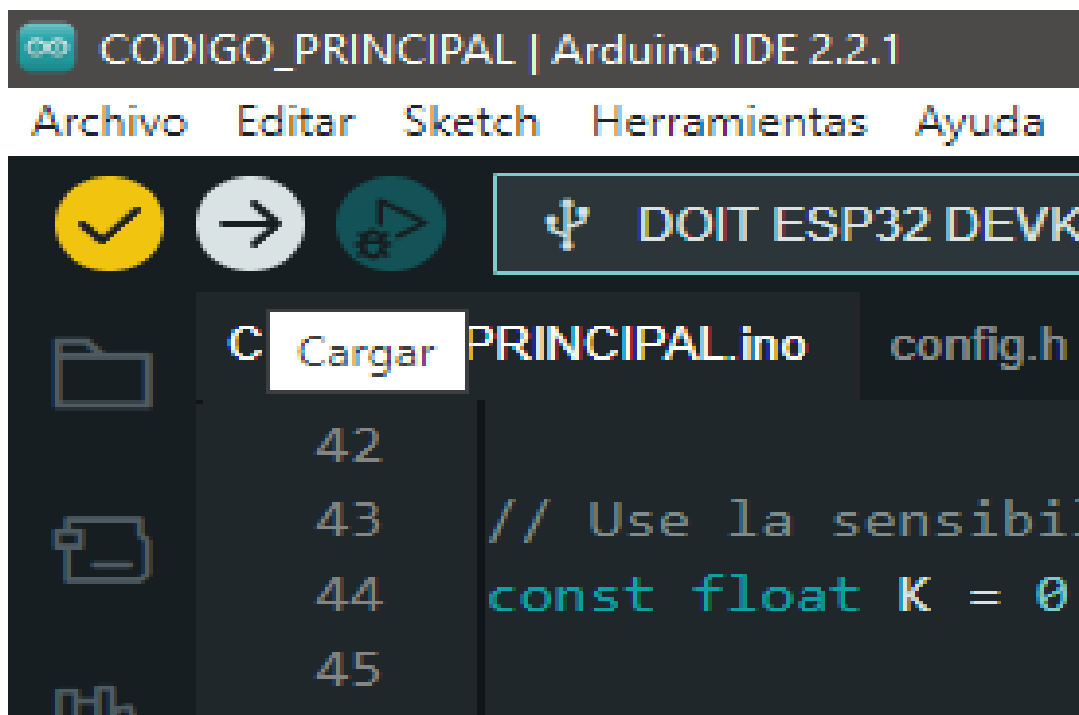 CODIGO_PRINCIPAL | Arduino IDE 2.2.1
Archivo Editar Sketch Herramientas Ayuda
DOIT ESP32 DEVK
C Cargar PRINCIPAL.ino config.h
42
43 // Use la sensibil
44 const float K = 0
45